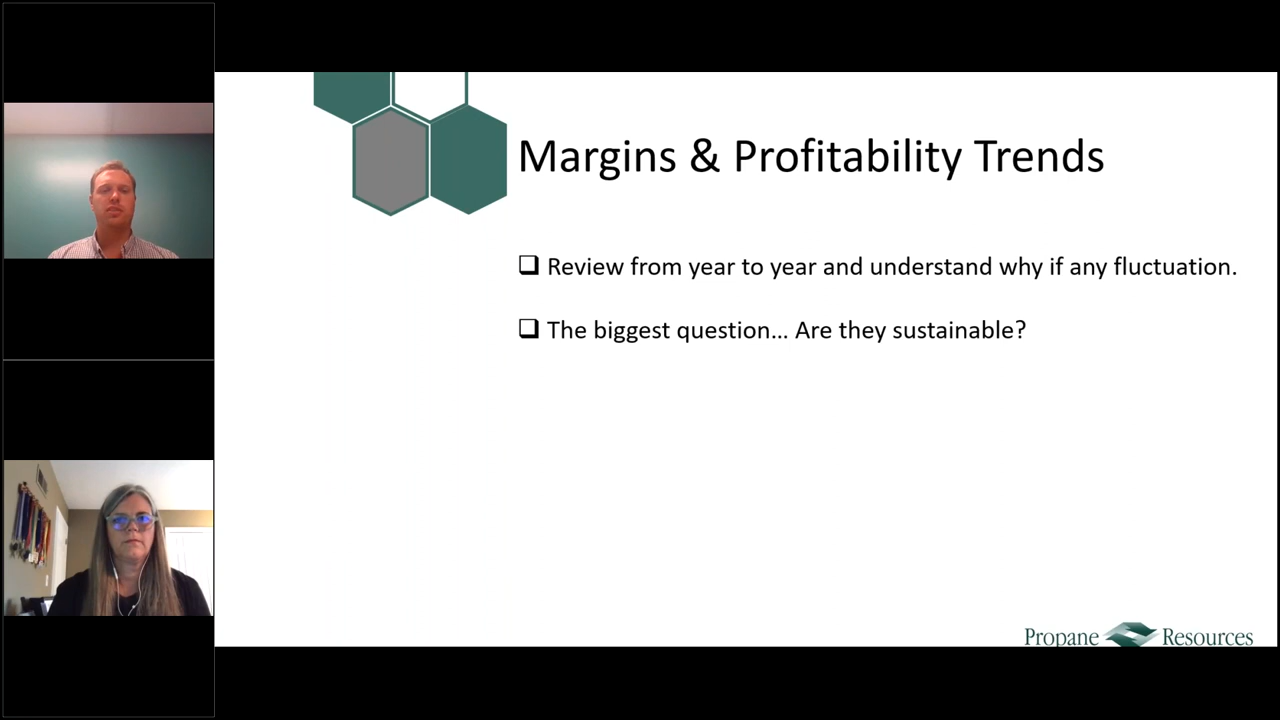 Margins & Profitability Trends
❑ Review from year to year and understand why if any fluctuation.
❑ The biggest question... Are they sustainable?
Propane Resources